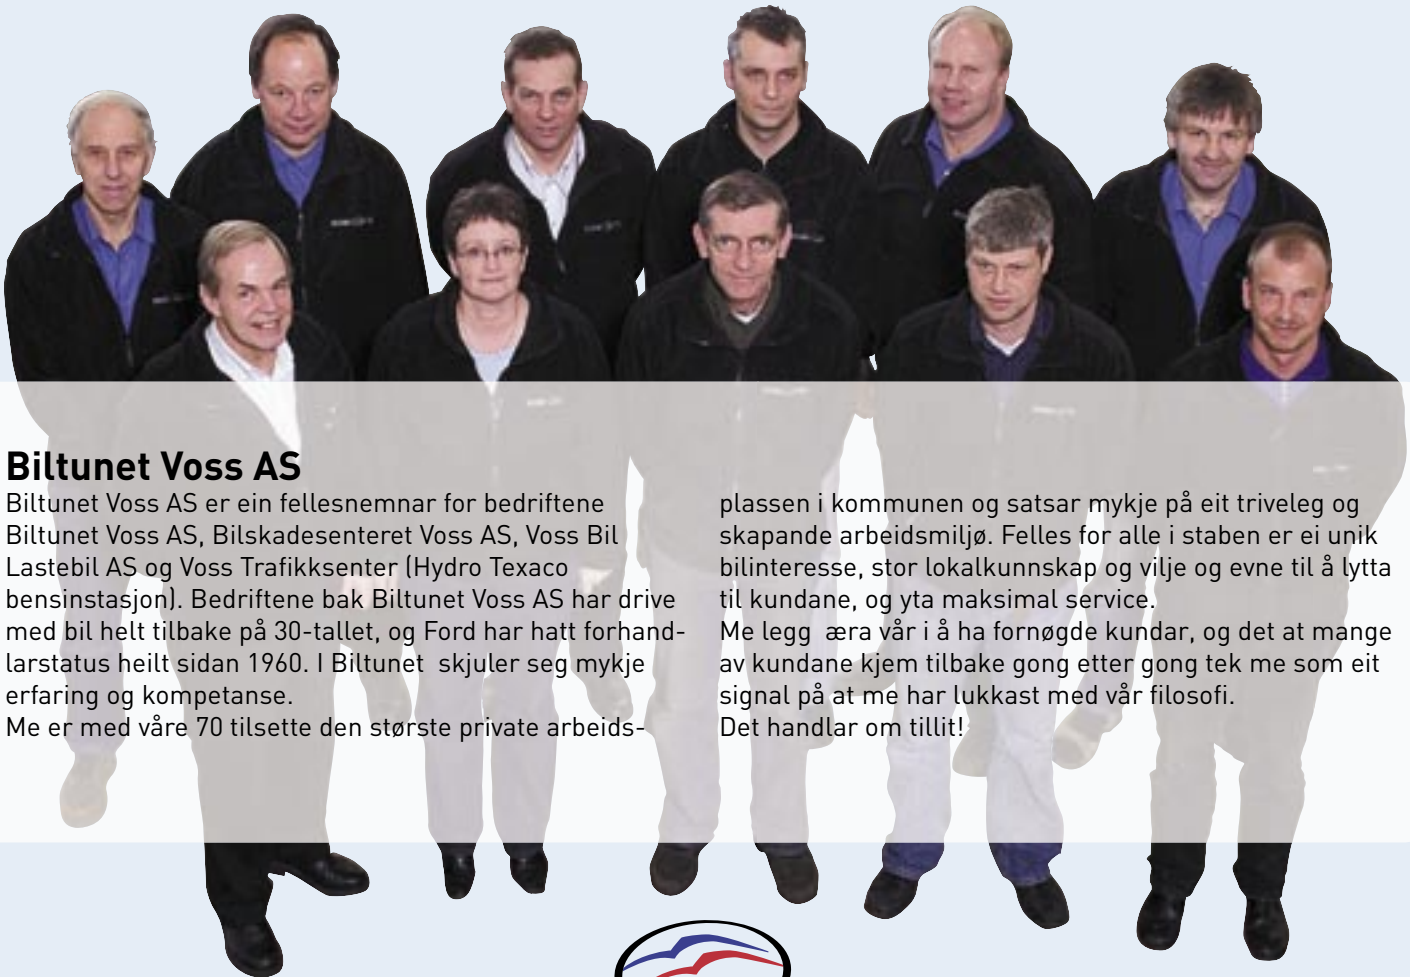 Biltunet Voss AS
Biltunet Voss AS er ein fellesnemnar for bedriftene
Biltunet Voss AS, Bilskadesenteret Voss AS, Voss Bil
Lastebil AS og Voss Trafikksenter (Hydro Texaco
bensinstasjon). Bedriftene bak Biltunet Voss AS har drive
med bil helt tilbake på 30-tallet, og Ford har hatt forhand-
larstatus heilt sidan 1960. I Biltunet  skjuler seg mykje
erfaring og kompetanse.
Me er med våre 70 tilsette den største private arbeids-
plassen i kommunen og satsar mykje på eit triveleg og
skapande arbeidsmiljø. Felles for alle i staben er ei unik
bilinteresse, stor lokalkunnskap og vilje og evne til å lytta
til kundane, og yta maksimal service.
Me legg  æra vår i å ha fornøgde kundar, og det at mange
av kundane kjem tilbake gong etter gong tek me som eit
signal på at me har lukkast med vår filosofi.
Det handlar om tillit!